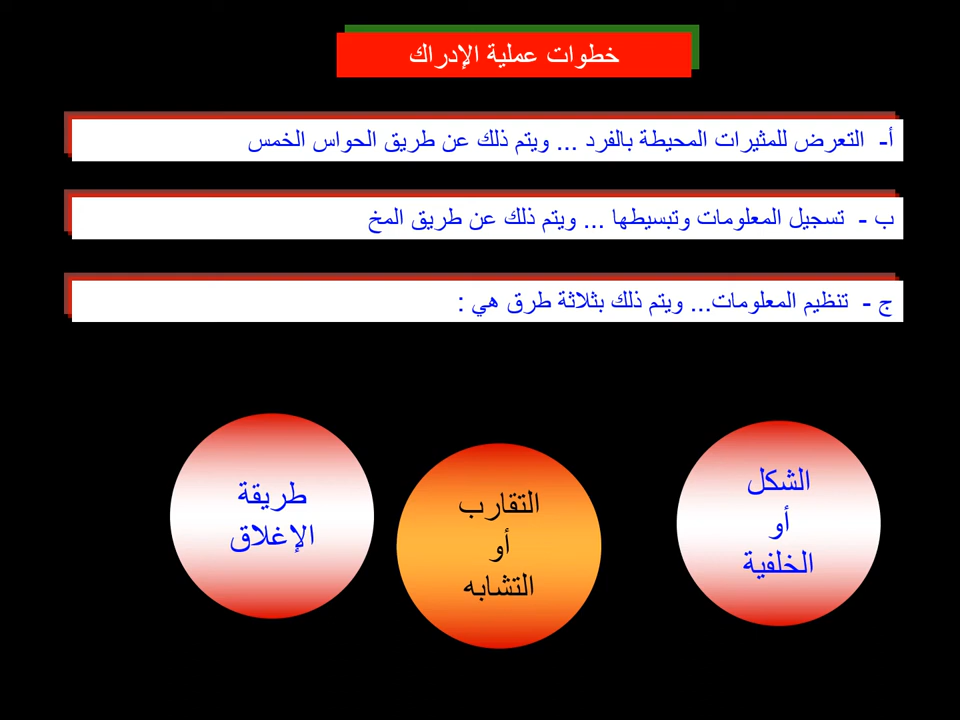 خطوات عملية الإدراك
أ- التعرض للمثيرات المحيطة بالفرد ... ويتم ذلك عن طريق الحواس الخمس
ب - تسجيل المعلومات وتبسيطها ... ويتم ذلك عن طريق المخ
ج - تنظيم المعلومات... ويتم ذلك بثلاثة طرق هي :
الشكل
أو
الخلفية
التقارب
أو
التشابه
طريقة
الإغلاق